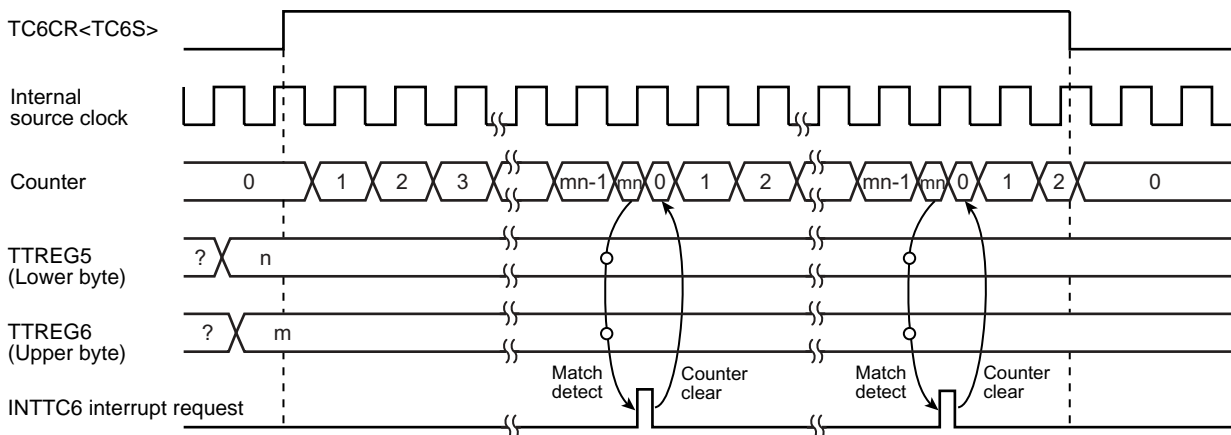 TC6CR<TC6S>
Internal
source clock
Counter
0 1 2 3 mn-1 mn 0 1 2 mn-1 mn 0 1 2 0
TTREG5
(Lower byte)
? n
TTREG6
(Upper byte)
? m
Match
detect
Counter
clear
Match
detect
Counter
clear
INTTC6 interrupt request